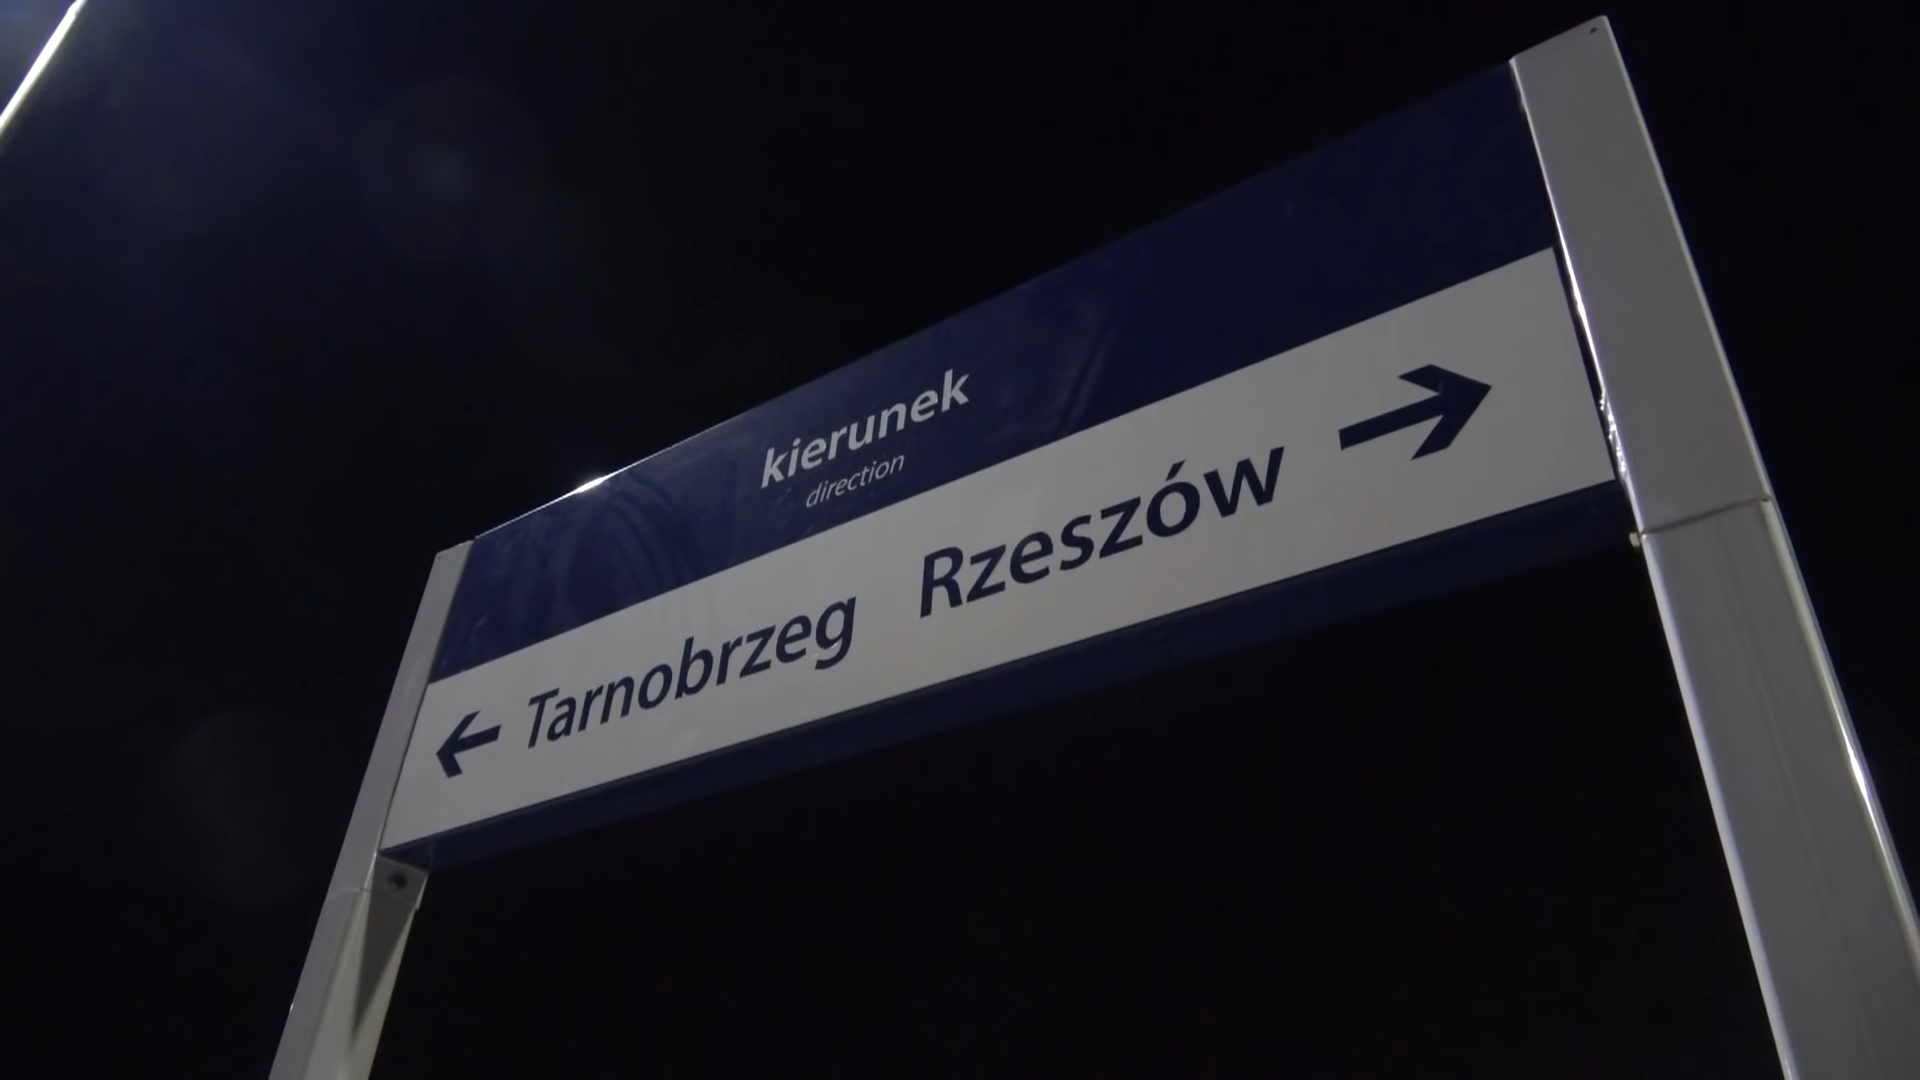 kierunek
direction
← Tarnobrzeg Rzeszów →